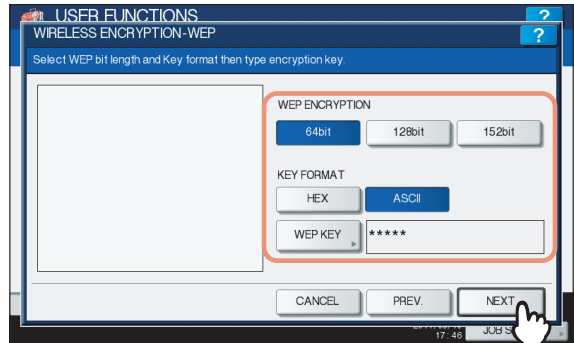 USER FUNCTIONS
?
WIRELESS ENCRYPTION-WEP
?
Select WEP bit length and Key format then type encryption key.
WEP ENCRYPTION
64bit 128bit 152bit
KEY FORMAT
HEX ASCII
WEP KEY *****
CANCEL PREV. NEXT
17:46 JOB S